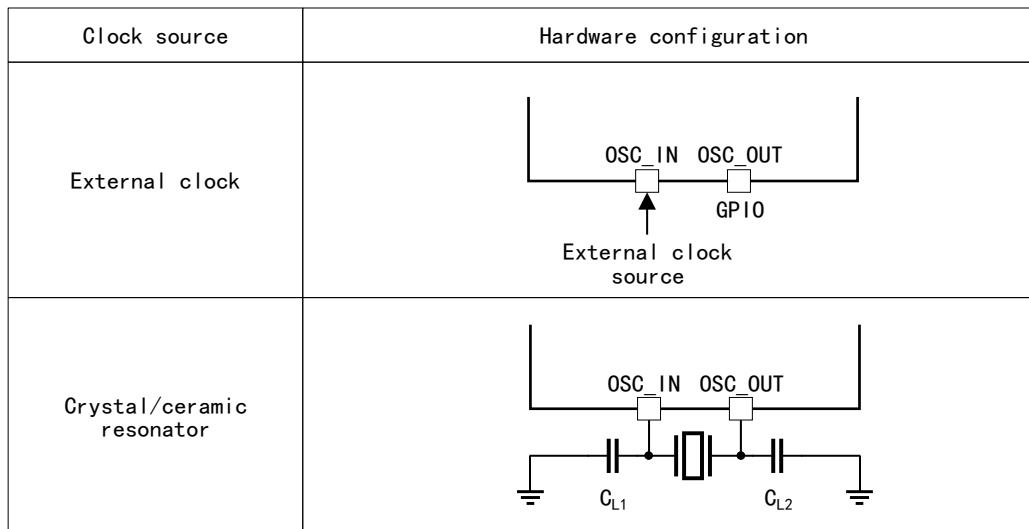 Clock source
Hardware configuration
External clock
OSC_IN OSC_OUT
GPIO
External clock
source
Crystal/ceramic
resonator
OSC_IN OSC_OUT
CL1
CL2